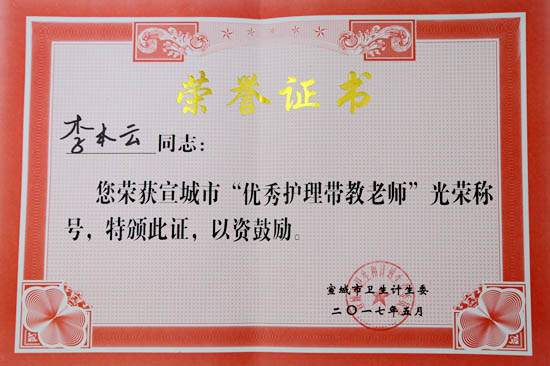 荣誉证书
李本云同志：
您荣获宣城市“优秀护理带教老师”光荣称
号，特颁此证，以资鼓励。
宣城市卫生计生委
二〇一七年五月